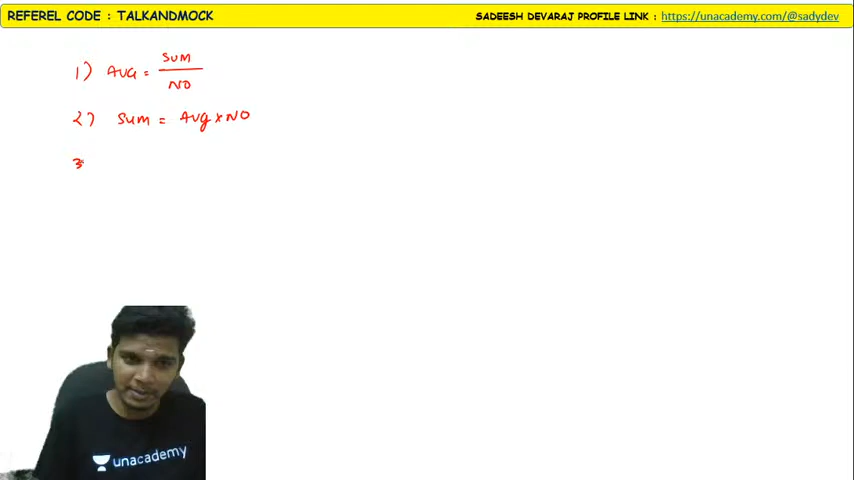 REFEREL CODE : TALKANDMOCK
SADEESH DEVARAJ PROFILE LINK : https://unacademy.com/@sadydev
1) AVG = SUM
NO
2) SUM = AVG x NO
3
unacademy